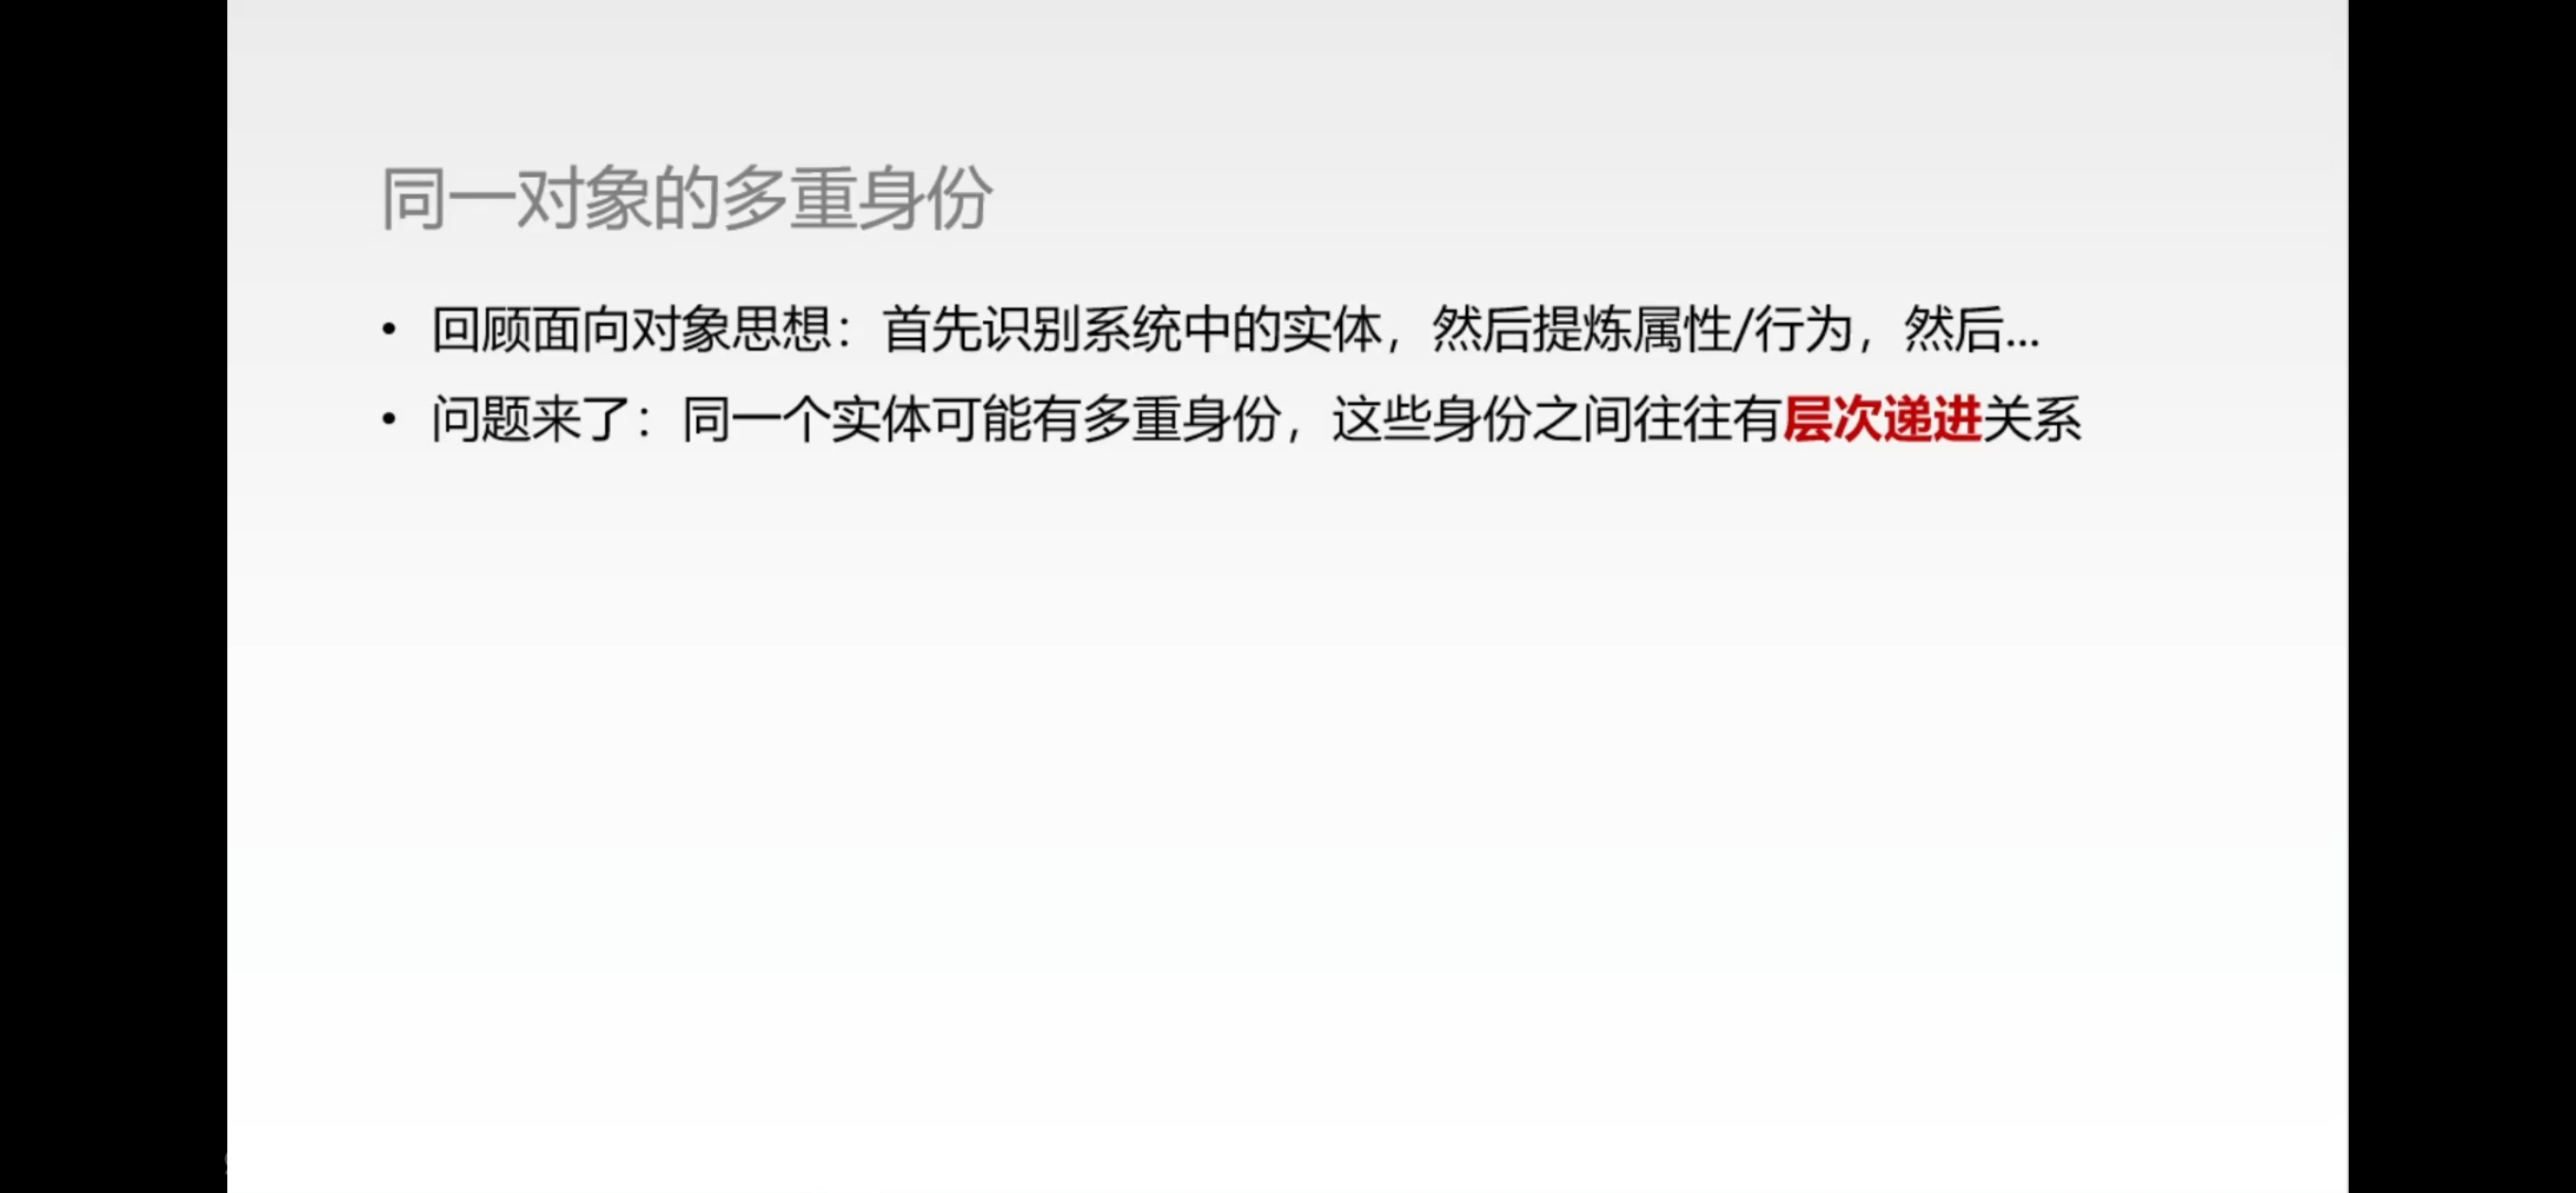 同一对象的多重身份
• 回顾面向对象思想：首先识别系统中的实体，然后提炼属性/行为，然后...
• 问题来了：同一个实体可能有多重身份，这些身份之间往往有层次递进关系